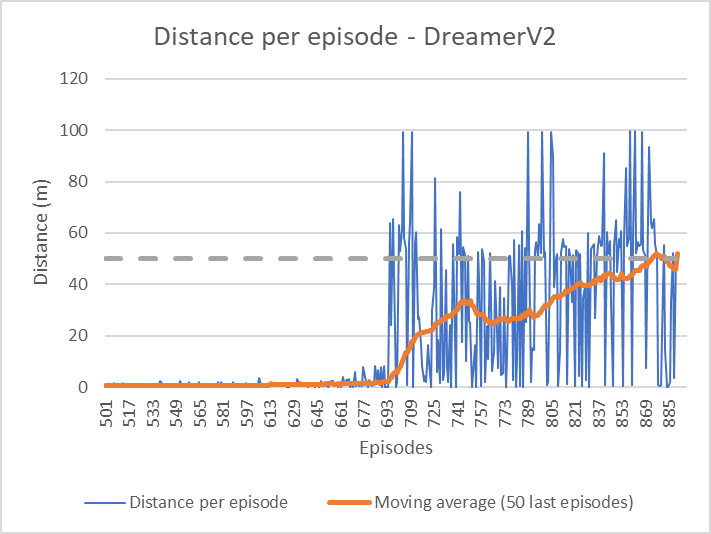 Distance per episode - DreamerV2
120
100
80
60
40
20
0
Distance (m)
501 517 533 549 565 581 597 613 629 645 661 677 693 709 725 741 757 773 789 805 821 837 853 869 885
Episodes
Distance per episode Moving average (50 last episodes)